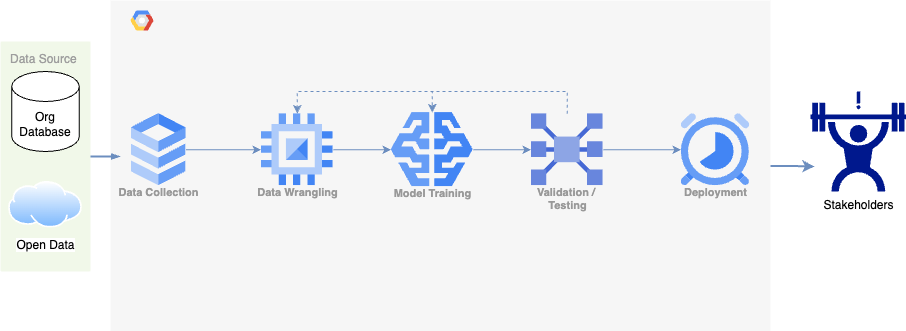 Data Source
Org
Database
Open Data
Data Collection
Data Wrangling
Model Training
Validation /
Testing
Deployment
!
Stakeholders